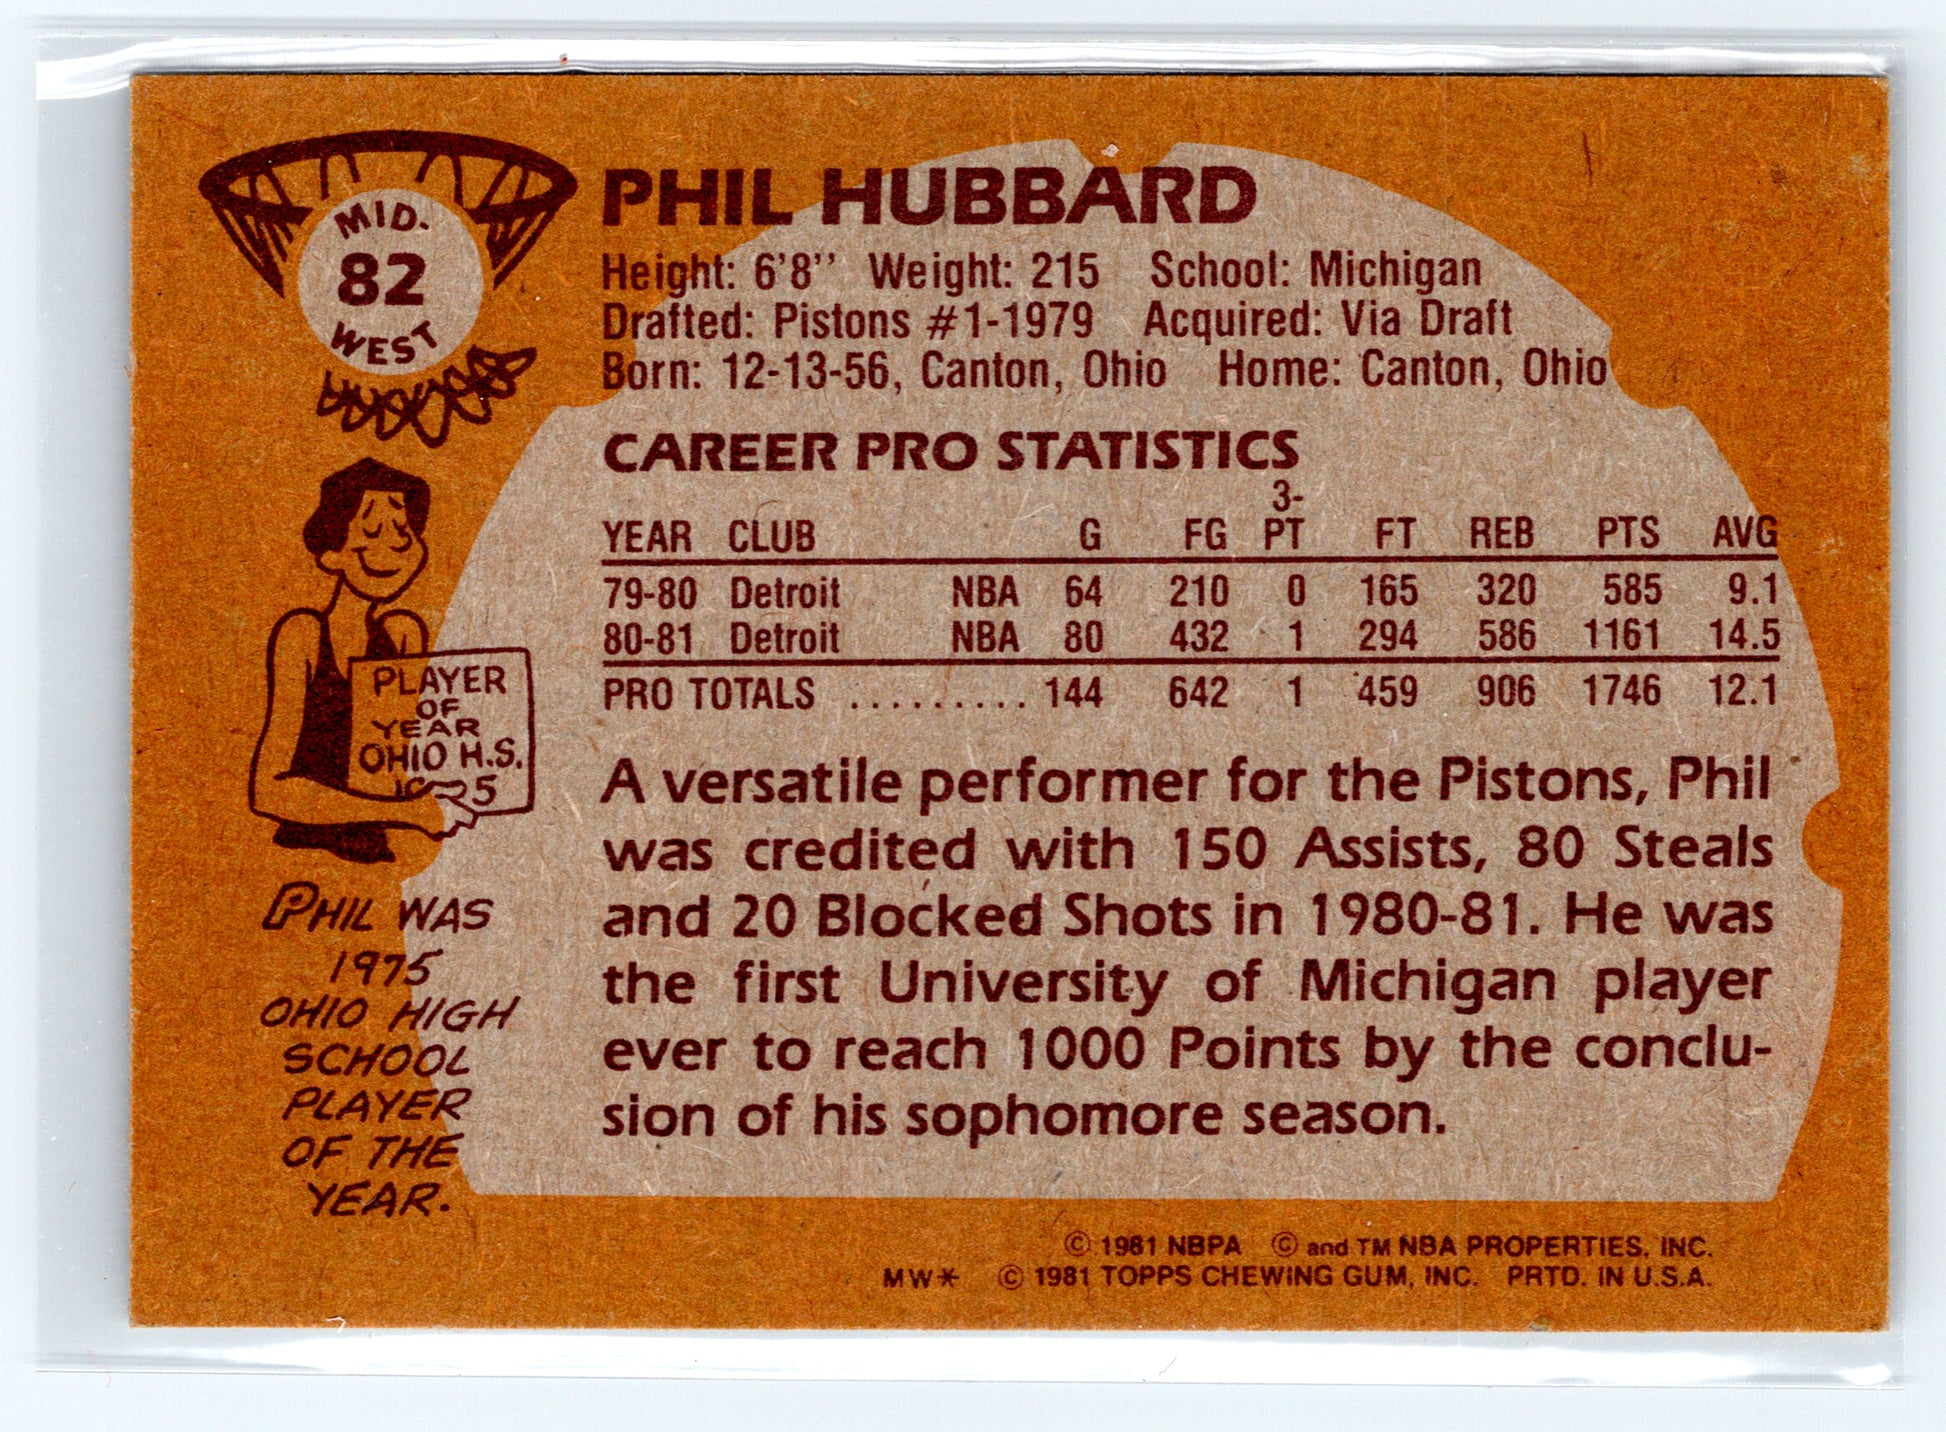 MID-
82
WEST
PHIL HUBBARD
Height: 6'8'' Weight: 215 School: Michigan
Drafted: Pistons #1-1979 Acquired: Via Draft
Born: 12-13-56, Canton, Ohio Home: Canton, Ohio
CAREER PRO STATISTICS
3-
YEAR CLUB G FG PT FT REB PTS AVG
79-80 Detroit NBA 64 210 0 165 320 585 9.1
80-81 Detroit NBA 80 432 1 294 586 1161 14.5
PRO TOTALS .......... 144 642 1 459 906 1746 12.1
PLAYER
OF
YEAR
OHIO H.S.
1975
PHIL WAS
1975
OHIO HIGH
SCHOOL
PLAYER
OF THE
YEAR.
A versatile performer for the Pistons, Phil
was credited with 150 Assists, 80 Steals
and 20 Blocked Shots in 1980-81. He was
the first University of Michigan player
ever to reach 1000 Points by the conclu-
sion of his sophomore season.
© 1981 NBPA © and TM NBA PROPERTIES, INC.
MW* © 1981 TOPPS CHEWING GUM, INC. PRTD. IN U.S.A.